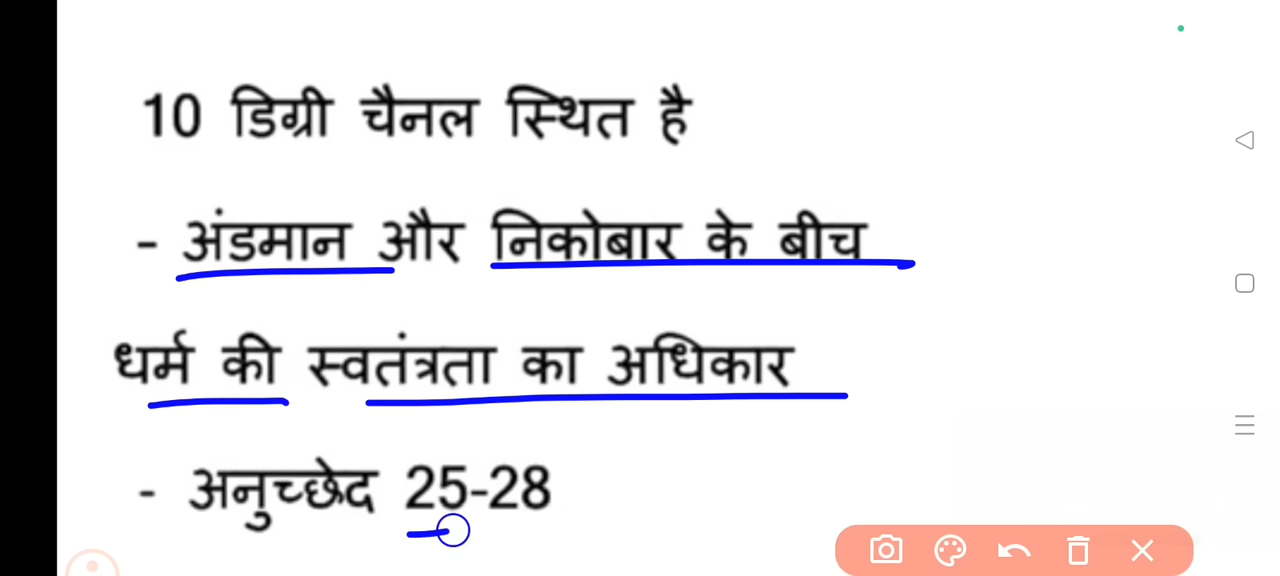 10 डिग्री चैनल स्थित है
- अंडमान और निकोबार के बीच
धर्म की स्वतंत्रता का अधिकार
- अनुच्छेद 25-28